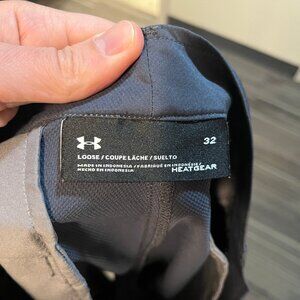 32
LOOSE / COUPE LÂCHE / SUELTO
MADE IN INDONESIA / FABRIQUÉ EN INDONÉSIE
HECHO EN INDONESIA
HEATGEAR